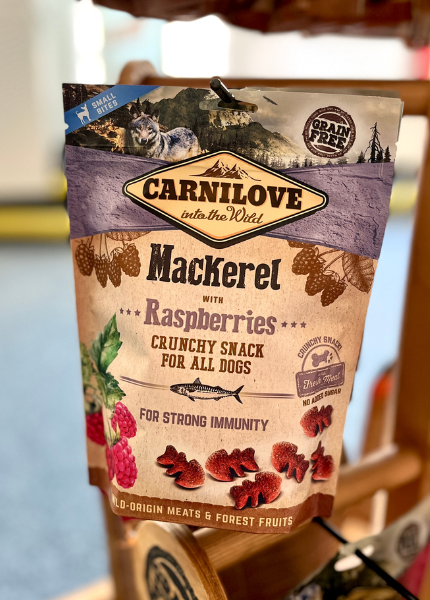 SMALL
BITES
GRAIN
FREE
CARNILOVE
into the Wild
Mackerel
WITH
Raspberries
CRUNCHY SNACK
FOR ALL DOGS
CRUNCHY SNACK!
Fresh Meat
NO ADDED SUGAR
FOR STRONG IMMUNITY
LD-ORIGIN MEATS & FOREST FRUITS